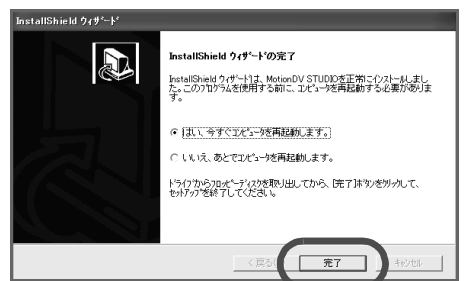 InstallShield ウィザード
InstallShield ウィザードの完了
InstallShield ウィザードは、MotionDV STUDIOを正常にインストールしまし
た。このプログラムを使用する前に、コンピュータを再起動する必要がありま
す。
はい、今すぐコンピュータを再起動します。
いいえ、あとでコンピュータを再起動します。
ドライブからフロッピーディスクを取り出してから、[完了]ボタンをクリックして、
セットアップを終了してください。
< 戻る(
完了
キャンセル